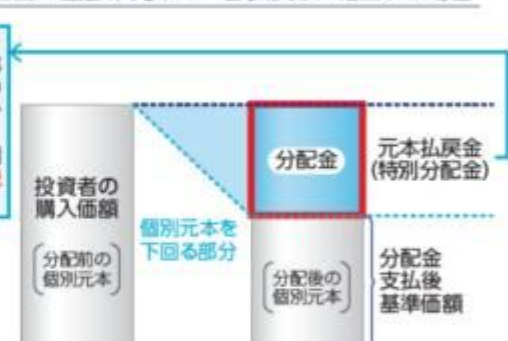 投資者の
購入価額
分配前の
個別元本
個別元本を
下回る部分
分配金
分配後の
個別元本
元本払戻金
(特別分配金)
分配金
支払後
基準価額